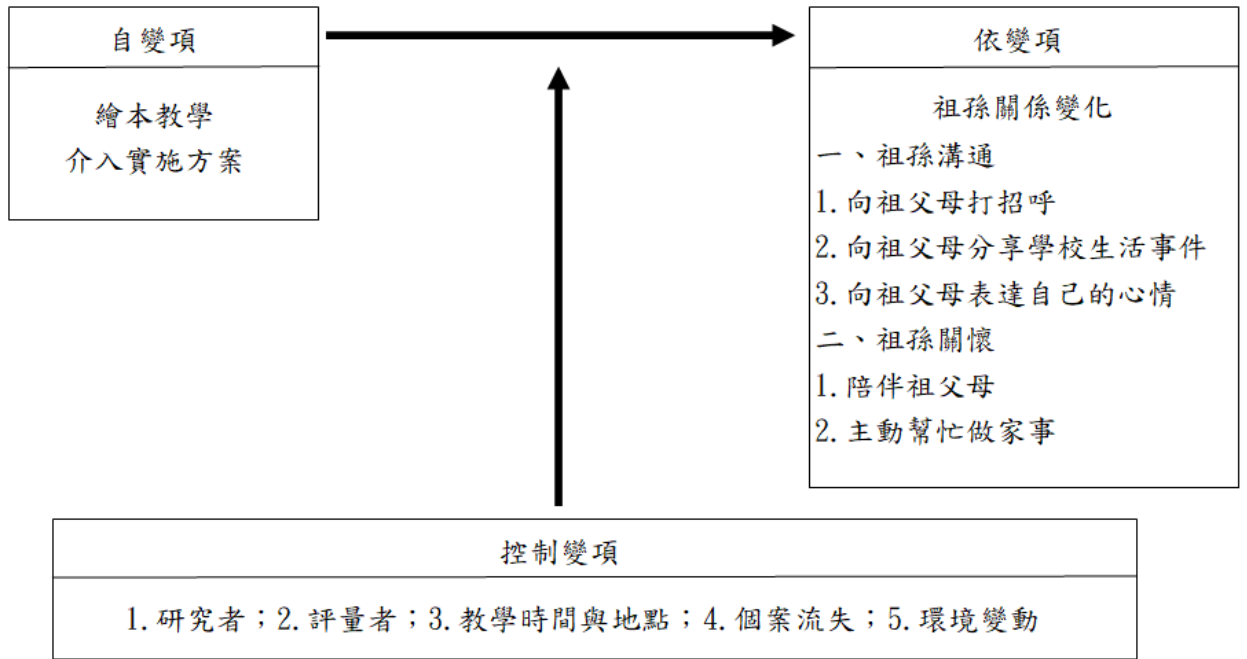 自變項
繪本教學
介入實施方案
依變項
祖孫關係變化
一、祖孫溝通
1.向祖父母打招呼
2.向祖父母分享學校生活事件
3.向祖父母表達自己的心情
二、祖孫關懷
1.陪伴祖父母
2.主動幫忙做家事
控制變項
1.研究者；2.評量者；3.教學時間與地點；4.個案流失；5.環境變動